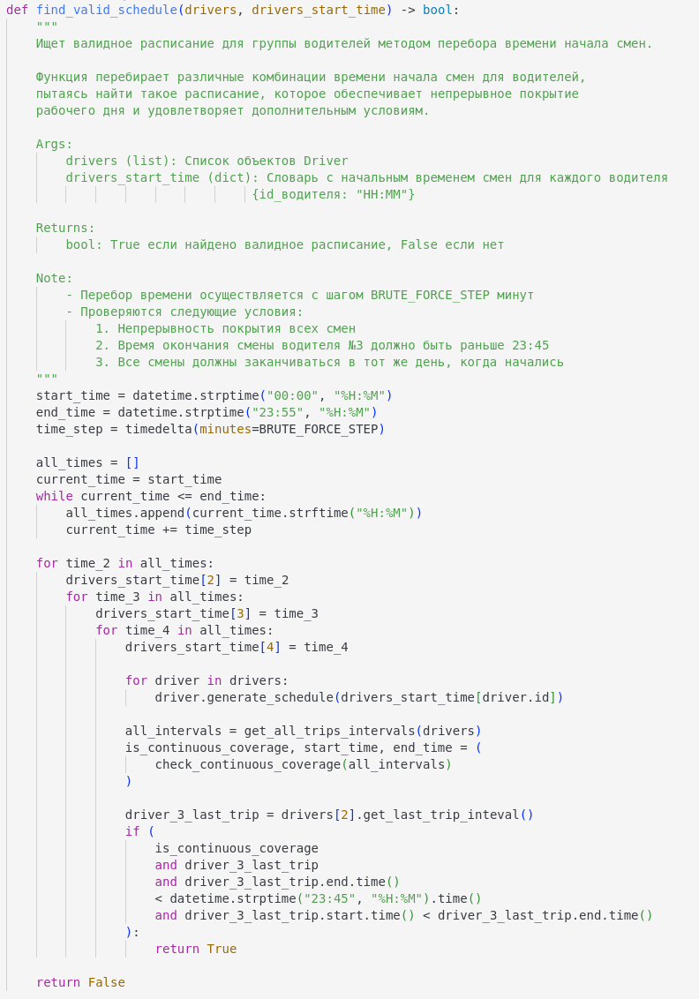 def find_valid_schedule(drivers, drivers_start_time) -> bool:
"""
Ищет валидное расписание для группы водителей методом перебора времени начала смен.
Функция перебирает различные комбинации времени начала смен для водителей,
пытаясь найти такое расписание, которое обеспечивает непрерывное покрытие
рабочего дня и удовлетворяет дополнительным условиям.
Args:
drivers (list): Список объектов Driver
drivers_start_time (dict): Словарь с начальным временем смен для каждого водителя
{id_водителя: "HH:MM"}
Returns:
bool: True если найдено валидное расписание, False если нет
Note:
- Перебор времени осуществляется с шагом BRUTE_FORCE_STEP минут
- Проверяются следующие условия:
1. Непрерывность покрытия всех смен
2. Время окончания смены водителя №3 должно быть раньше 23:45
3. Все смены должны заканчиваться в тот же день, когда начались
"""
start_time = datetime.strptime("00:00", "%H:%M")
end_time = datetime.strptime("23:55", "%H:%M")
time_step = timedelta(minutes=BRUTE_FORCE_STEP)
all_times = []
current_time = start_time
while current_time <= end_time:
all_times.append(current_time.strftime("%H:%M"))
current_time += time_step
for time_2 in all_times:
drivers_start_time[2] = time_2
for time_3 in all_times:
drivers_start_time[3] = time_3
for time_4 in all_times:
drivers_start_time[4] = time_4
for driver in drivers:
driver.generate_schedule(drivers_start_time[driver.id])
all_intervals = get_all_trips_intervals(drivers)
is_continuous_coverage, start_time, end_time = (
check_continuous_coverage(all_intervals)
)
driver_3_last_trip = drivers[2].get_last_trip_inteval()
if (
is_continuous_coverage
and driver_3_last_trip
and driver_3_last_trip.end.time()
< datetime.strptime("23:45", "%H:%M").time()
and driver_3_last_trip.start.time() < driver_3_last_trip.end.time()
):
return True
return False